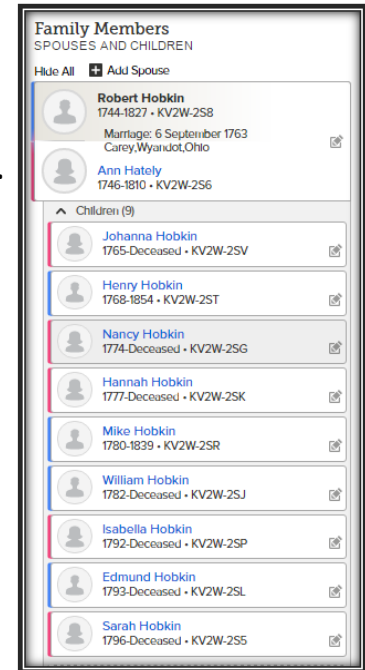 Family Members
SPOUSES AND CHILDREN
Hide All + Add Spouse
Robert Hobkin
1744-1827 • KV2W-2S8
Marriage: 6 September 1763
Carey,Wyandot,Ohio
Ann Hately
1746-1810 • KV2W-2S6
Children (9)
Johanna Hobkin
1765-Deceased • KV2W-2SV
Henry Hobkin
1768-1854 • KV2W-2ST
Nancy Hobkin
1774-Deceased • KV2W-2SG
Hannah Hobkin
1777-Deceased • KV2W-2SK
Mike Hobkin
1780-1839 • KV2W-2SR
William Hobkin
1782-Deceased • KV2W-2SJ
Isabella Hobkin
1792-Deceased • KV2W-2SP
Edmund Hobkin
1793-Deceased • KV2W-2SL
Sarah Hobkin
1796-Deceased • KV2W-2S5